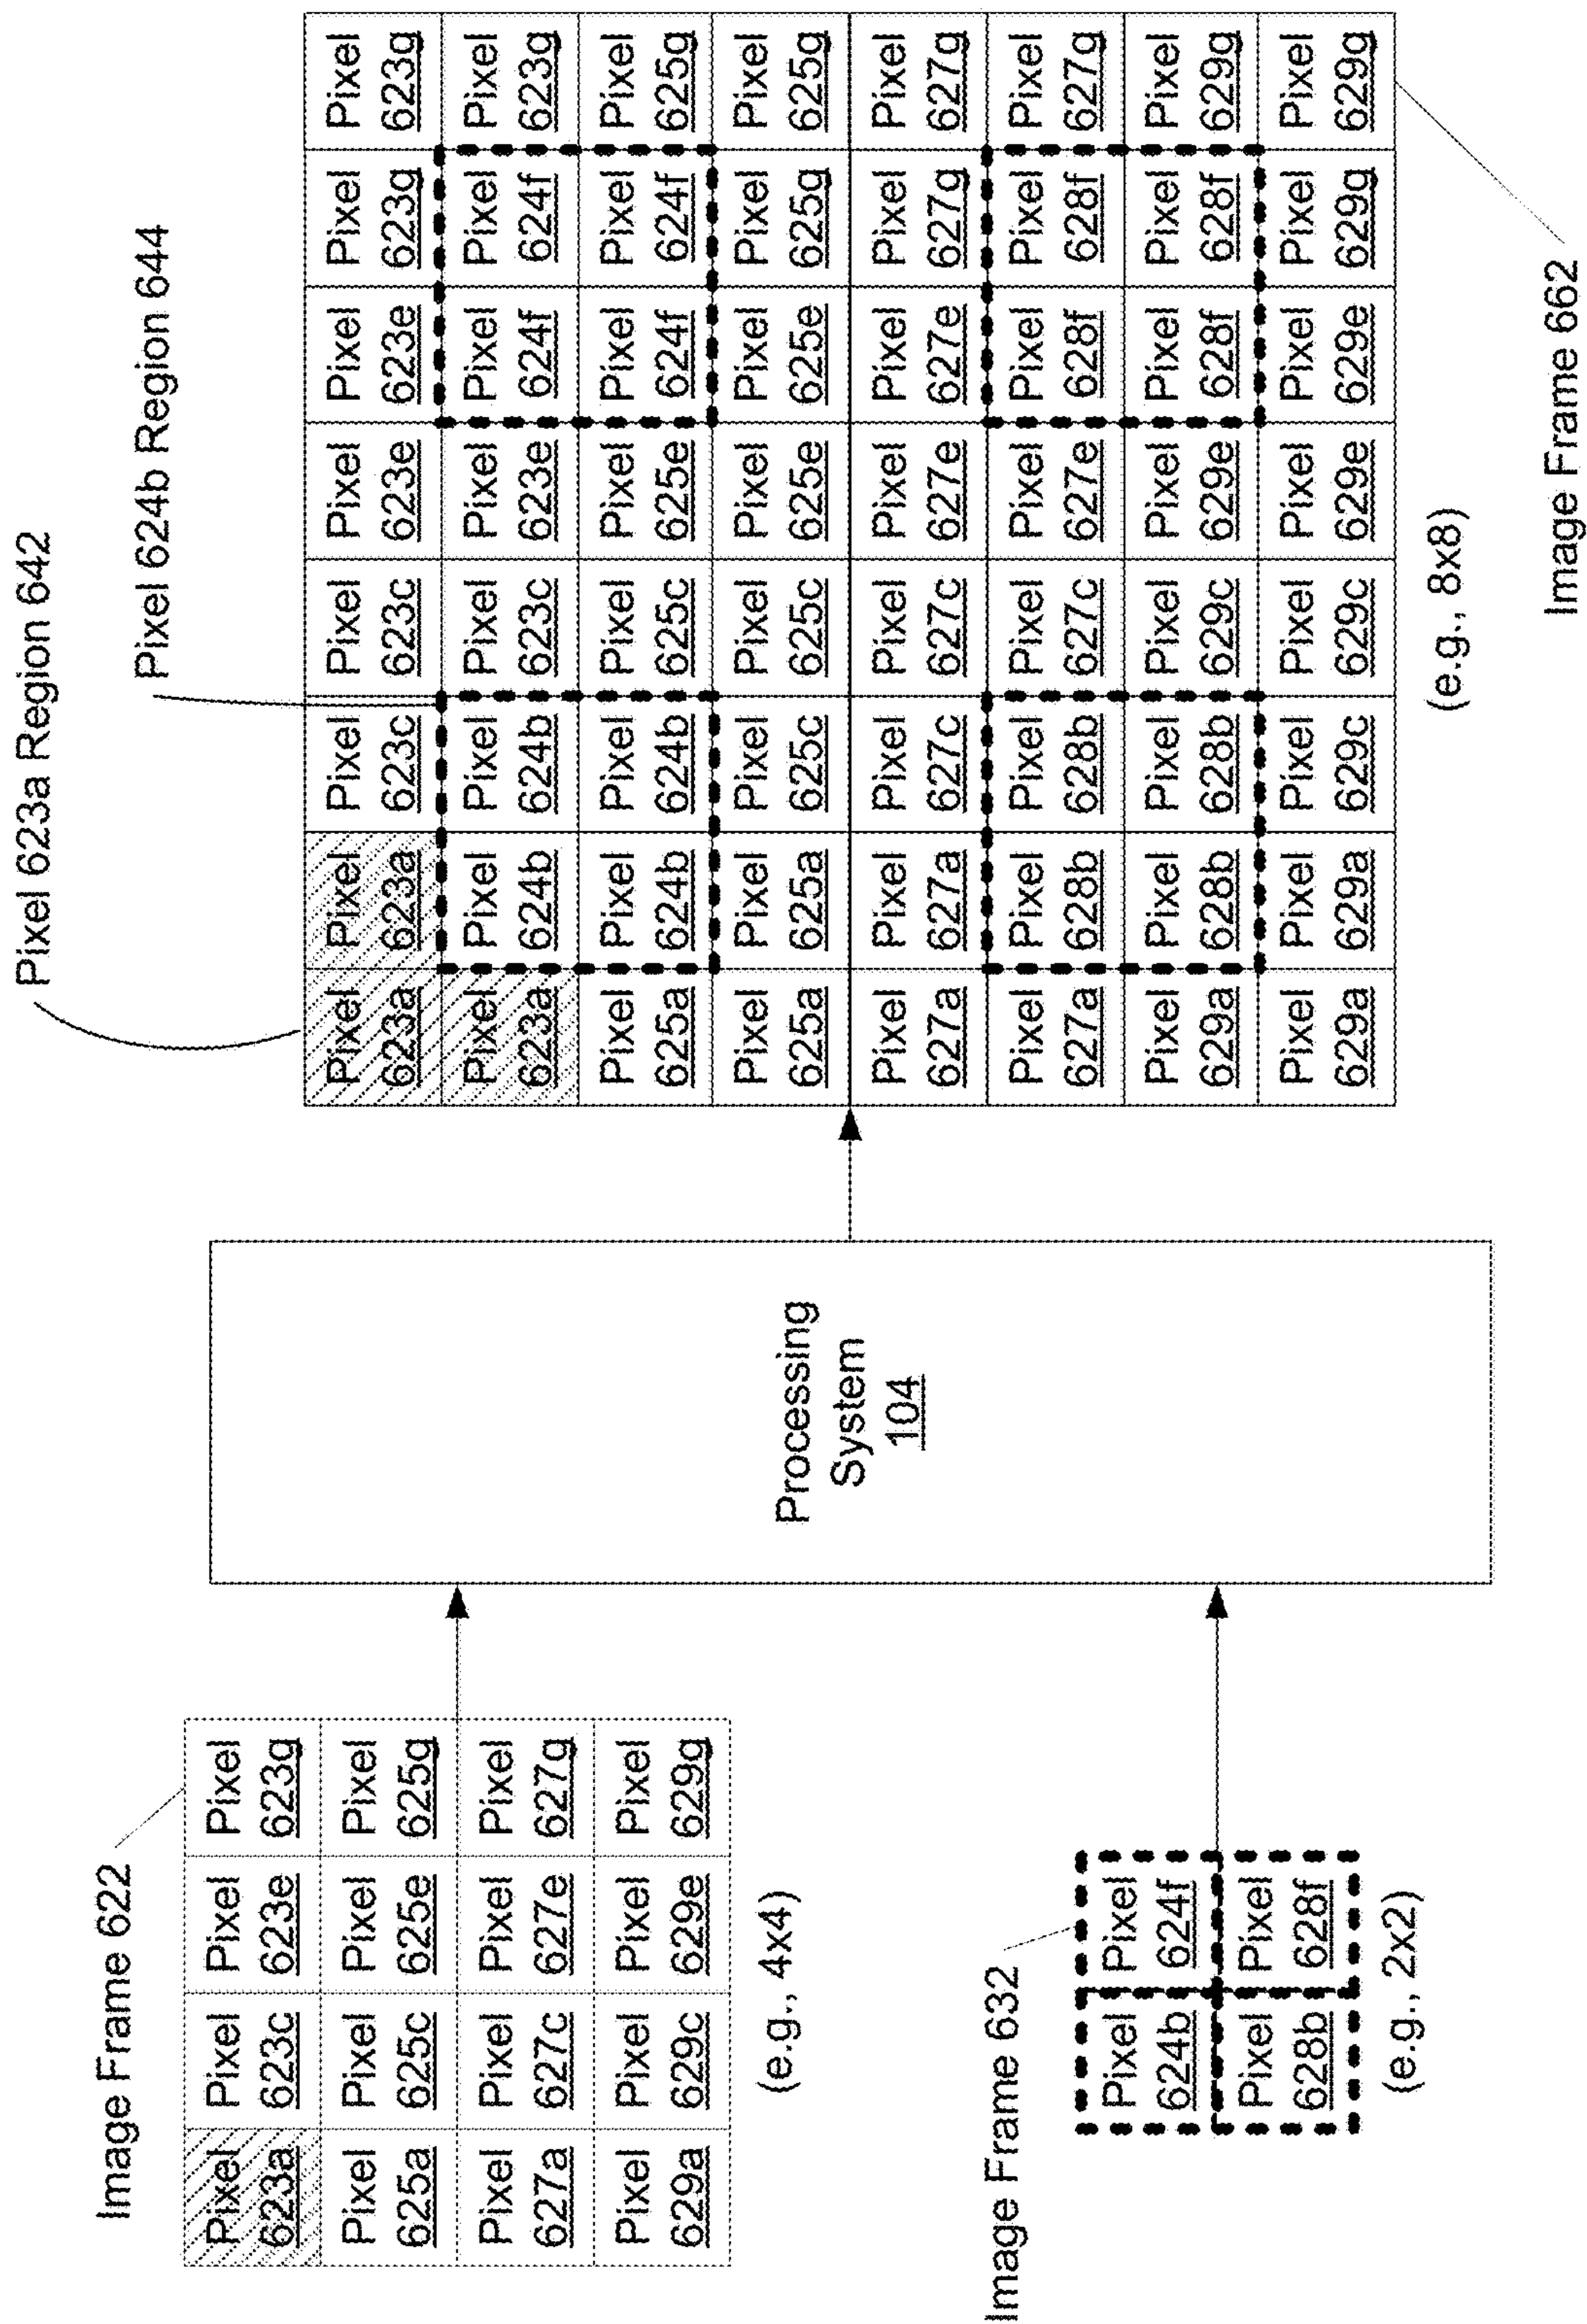 Image Frame 622
Pixel Pixel Pixel Pixel
623a 623c 623e 623g
Pixel Pixel Pixel Pixel
625a 625c 625e 625g
Pixel Pixel Pixel Pixel
627a 627c 627e 627g
Pixel Pixel Pixel Pixel
629a 629c 629e 629g
(e.g., 4x4)
Image Frame 632
Pixel Pixel
624b 624f
Pixel Pixel
628b 628f
(e.g., 2x2)
Processing
System
104
Pixel 623a Region 642
Pixel 624b Region 644
Pixel Pixel Pixel Pixel Pixel Pixel Pixel Pixel
623a 623a 623c 623c 623e 623e 623g 623g
Pixel Pixel Pixel Pixel Pixel Pixel Pixel Pixel
623a 624b 624b 623c 623e 624f 624f 623g
Pixel Pixel Pixel Pixel Pixel Pixel Pixel Pixel
625a 624b 624b 625c 625e 624f 624f 625g
Pixel Pixel Pixel Pixel Pixel Pixel Pixel Pixel
625a 625a 625c 625c 625e 625e 625g 625g
Pixel Pixel Pixel Pixel Pixel Pixel Pixel Pixel
627a 627a 627c 627c 627e 627e 627g 627g
Pixel Pixel Pixel Pixel Pixel Pixel Pixel Pixel
627a 628b 628b 627c 627e 628f 628f 627g
Pixel Pixel Pixel Pixel Pixel Pixel Pixel Pixel
629a 628b 628b 629c 629e 628f 628f 629g
Pixel Pixel Pixel Pixel Pixel Pixel Pixel Pixel
629a 629a 629c 629c 629e 629e 629g 629g
(e.g., 8x8)
Image Frame 662